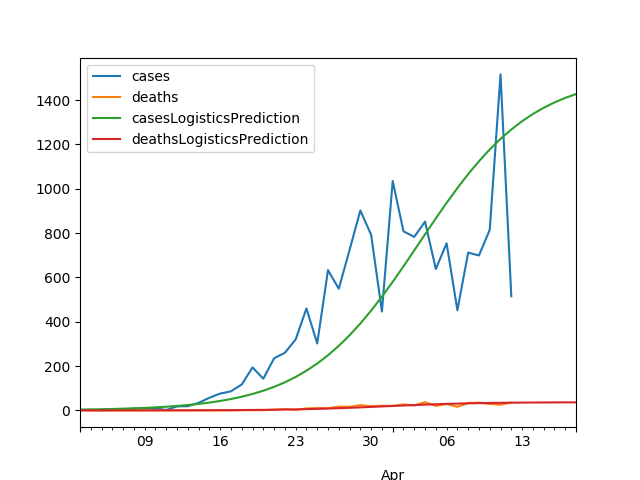 cases
deaths
casesLogisticsPrediction
deathsLogisticsPrediction
1400
1200
1000
800
600
400
200
0
09 16 23 30 06 13
Apr